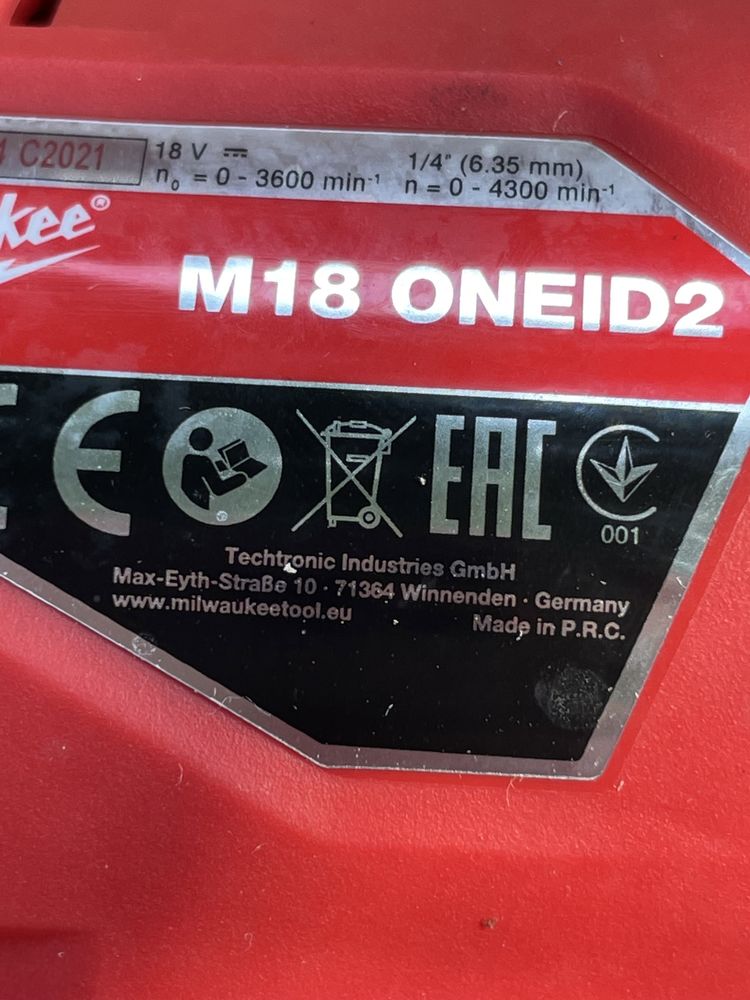 C2021
18 V
1/4" (6.35 mm)
n₀ = 0 - 3600 min⁻¹
n = 0 - 4300 min⁻¹
kee®
M18 ONEID2
CE
EAC
001
Techtronic Industries GmbH
Max-Eyth-Straße 10 · 71364 Winnenden · Germany
www.milwaukeetool.eu
Made in P.R.C.